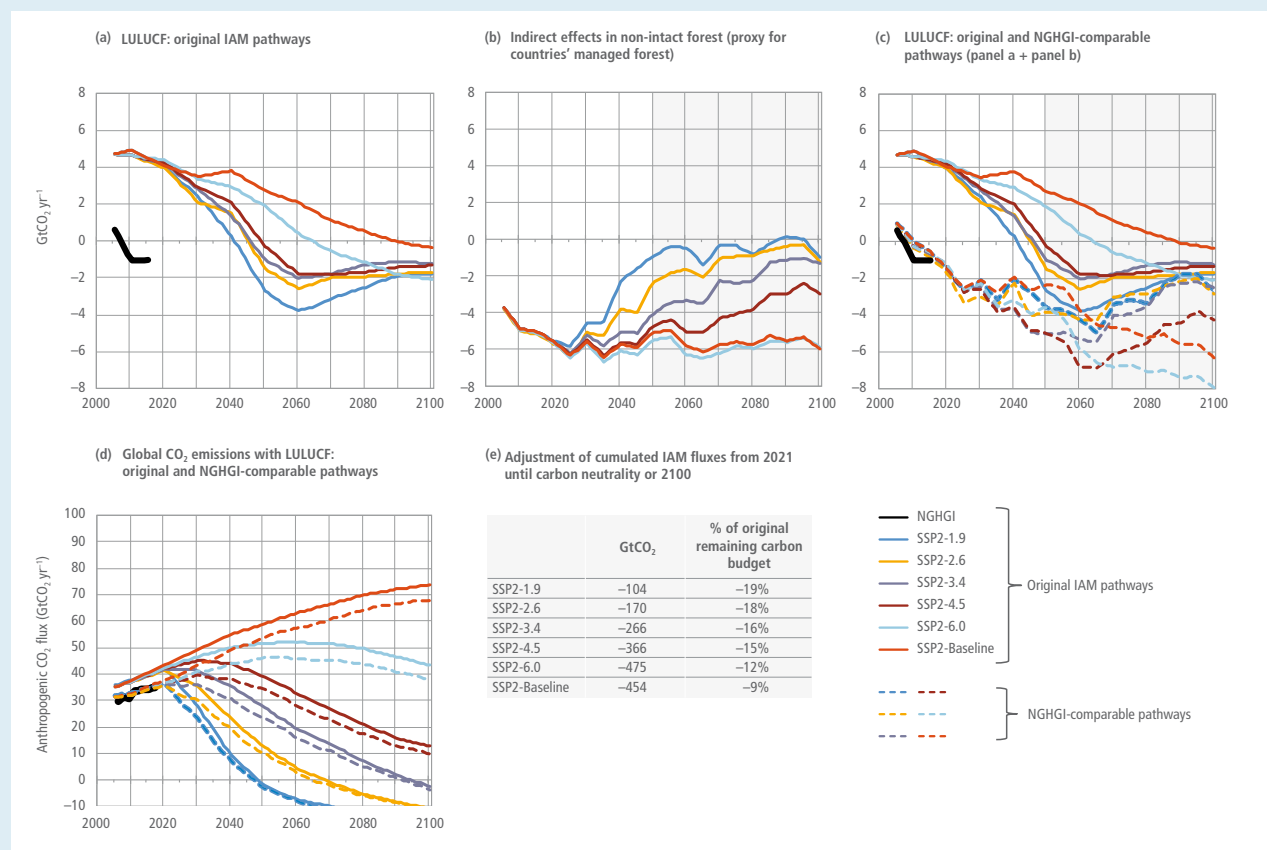 (a) LULUCF: original IAM pathways
(b) Indirect effects in non-intact forest (proxy for
countries’ managed forest)
(c) LULUCF: original and NGHGI-comparable
pathways (panel a + panel b)
GtCO₂ yr⁻¹
8
6
4
2
0
−2
−4
−6
−8
2000 2020 2040 2060 2080 2100
8
6
4
2
0
−2
−4
−6
−8
2000 2020 2040 2060 2080 2100
8
6
4
2
0
−2
−4
−6
−8
2000 2020 2040 2060 2080 2100
(d) Global CO₂ emissions with LULUCF:
original and NGHGI-comparable pathways
Anthropogenic CO₂ flux (GtCO₂ yr⁻¹)
100
90
80
70
60
50
40
30
20
10
0
−10
2000 2020 2040 2060 2080 2100
(e) Adjustment of cumulated IAM fluxes from 2021
until carbon neutrality or 2100
GtCO₂
% of original
remaining carbon
budget
SSP2-1.9 −104 −19%
SSP2-2.6 −170 −18%
SSP2-3.4 −266 −16%
SSP2-4.5 −366 −15%
SSP2-6.0 −475 −12%
SSP2-Baseline −454 −9%
NGHGI
SSP2-1.9
SSP2-2.6
SSP2-3.4
SSP2-4.5
SSP2-6.0
SSP2-Baseline
Original IAM pathways
NGHGI-comparable pathways